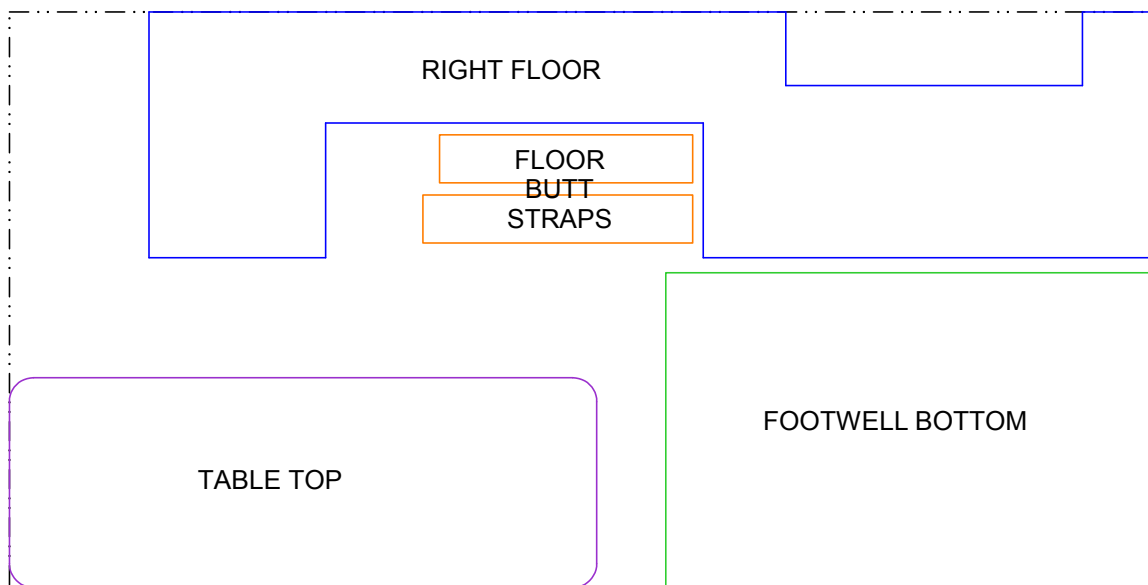 RIGHT FLOOR
FLOOR
BUTT
STRAPS
FOOTWELL BOTTOM
TABLE TOP